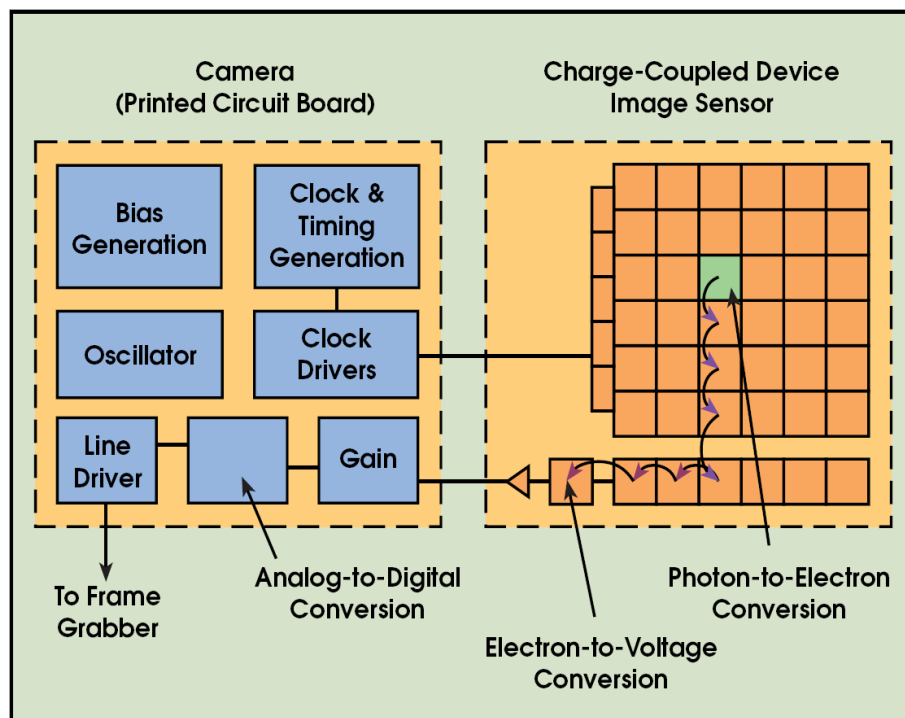 Camera
(Printed Circuit Board)
Charge-Coupled Device
Image Sensor
Bias
Generation
Clock &
Timing
Generation
Oscillator
Clock
Drivers
Line
Driver
Gain
To Frame
Grabber
Analog-to-Digital
Conversion
Electron-to-Voltage
Conversion
Photon-to-Electron
Conversion